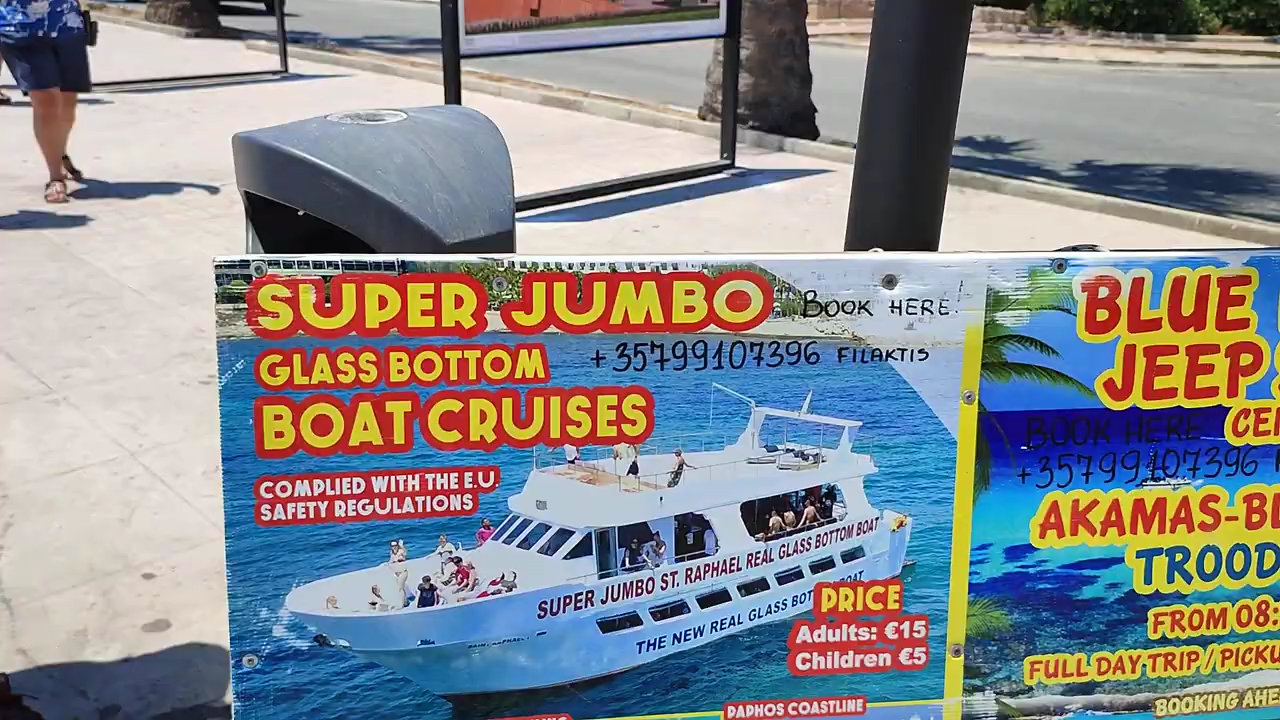 SUPER JUMBO
BOOK HERE!
GLASS BOTTOM
+35799107396 FILAKTIS
BOAT CRUISES
COMPLIED WITH THE E.U.
SAFETY REGULATIONS
SUPER JUMBO ST. RAPHAEL REAL GLASS BOTTOM BOAT
THE NEW REAL GLASS BOAT
PRICE
Adults: €15
Children €5
PAPHOS COASTLINE
BLUE
JEEP
BOOK HERE
+35799107396
AKAMAS-
TROOD
FROM 08:
FULL DAY TRIP / PICKU
BOOKING AHE